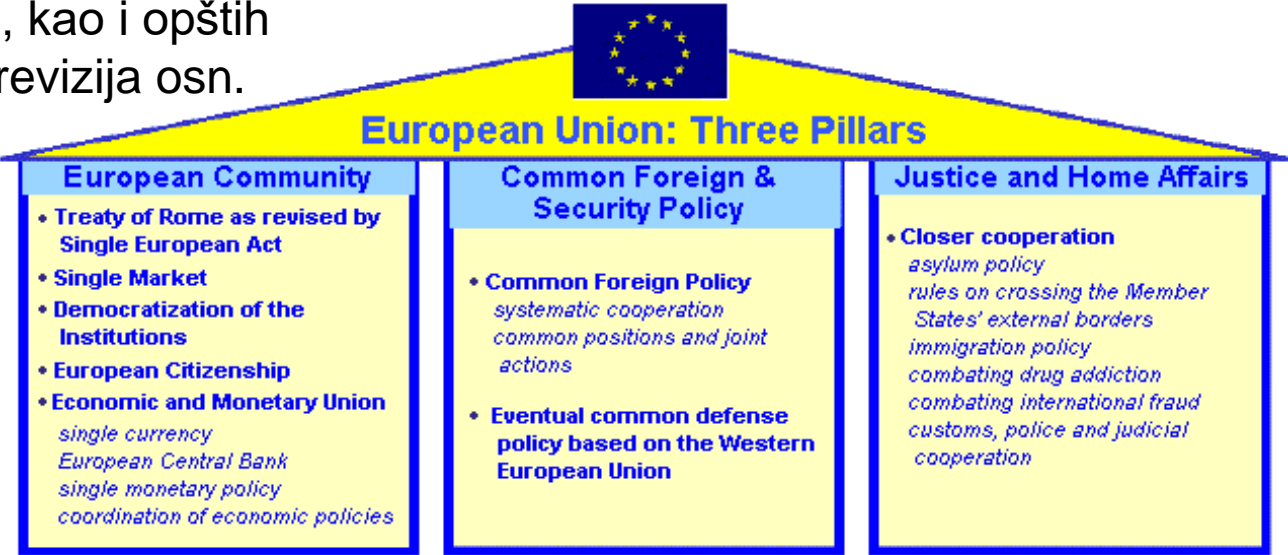 , kao i opštih
revizija osn.
European Union: Three Pillars
European Community
• Treaty of Rome as revised by
Single European Act
• Single Market
• Democratization of the
Institutions
• European Citizenship
• Economic and Monetary Union
single currency
European Central Bank
single monetary policy
coordination of economic policies
Common Foreign &
Security Policy
• Common Foreign Policy
systematic cooperation
common positions and joint
actions
• Eventual common defense
policy based on the Western
European Union
Justice and Home Affairs
• Closer cooperation
asylum policy
rules on crossing the Member
States' external borders
immigration policy
combating drug addiction
combating international fraud
customs, police and judicial
cooperation